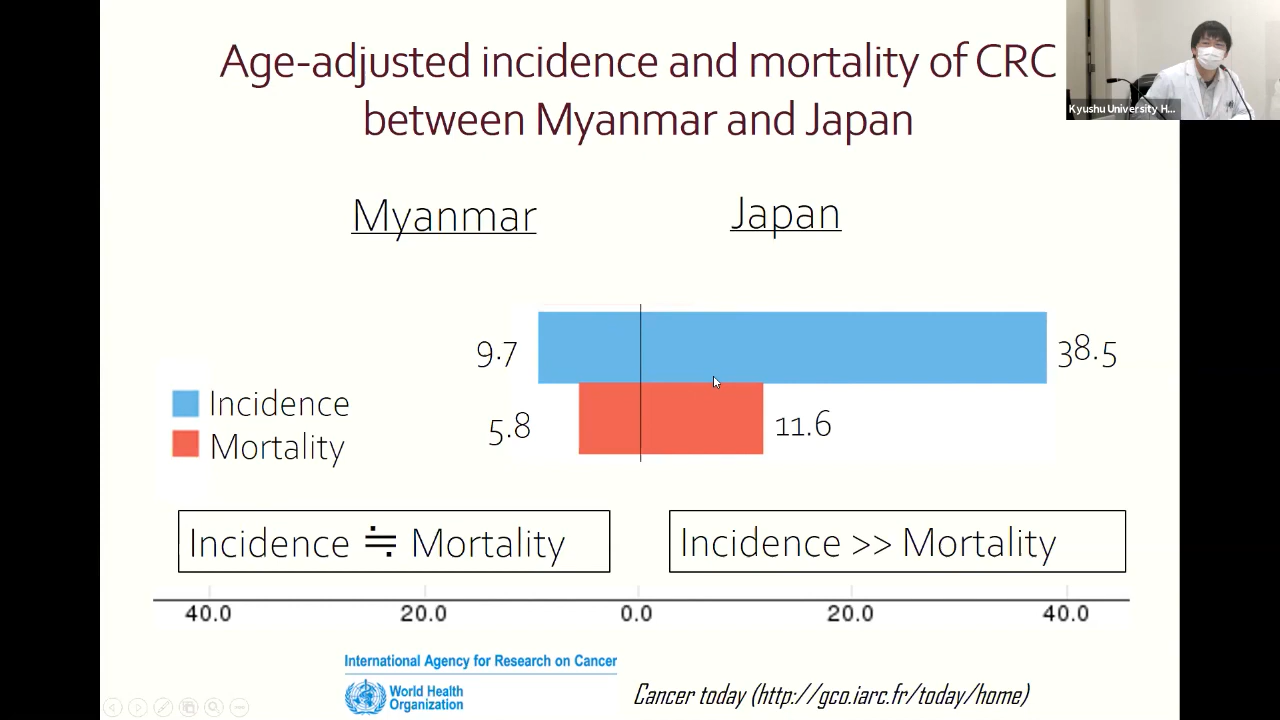 Age-adjusted incidence and mortality of CRC
between Myanmar and Japan
Kyushu University H...
Myanmar
Japan
9.7
38.5
5.8
11.6
Incidence
Mortality
Incidence ≒ Mortality
Incidence >> Mortality
40.0 20.0 0.0 20.0 40.0
International Agency for Research on Cancer
World Health
Organization
Cancer today (http://gco.iarc.fr/today/home)